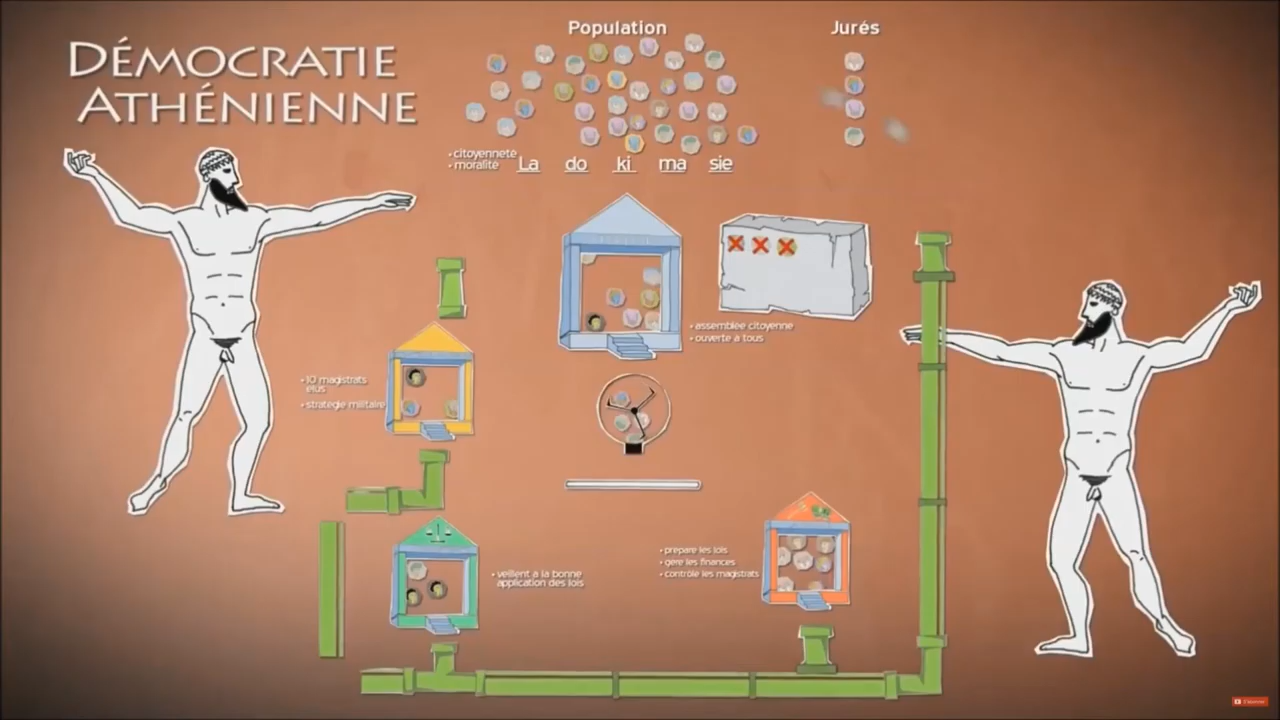 DÉMOCRATIE
ATHÉNIENNE
Population
Jurés
• citoyenneté
• moralité
La do ki ma sie
• assemblée citoyenne
• ouverte à tous
• 10 magistrats
élus
• stratégie militaire
• veillent à la bonne
application des lois
• prépare les lois
• gère les finances
• contrôle les magistrats